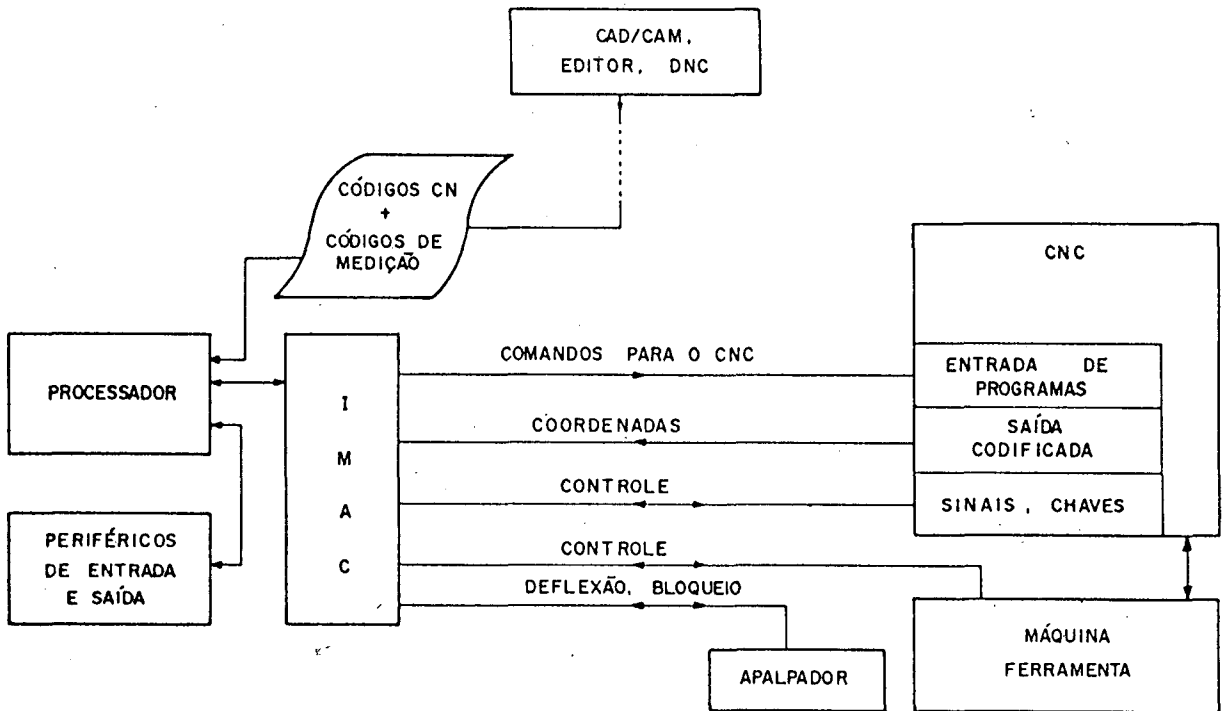 CAD/CAM,
EDITOR, DNC
CÓDIGOS CN
+
CÓDIGOS DE
MEDIÇÃO
CNC
PROCESSADOR
I
M
A
C
COMANDOS PARA O CNC
ENTRADA DE
PROGRAMAS
COORDENADAS
SAÍDA
CODIFICADA
CONTROLE
SINAIS, CHAVES
PERIFÉRICOS
DE ENTRADA
E SAÍDA
CONTROLE
DEFLEXÃO, BLOQUEIO
APALPADOR
MÁQUINA
FERRAMENTA